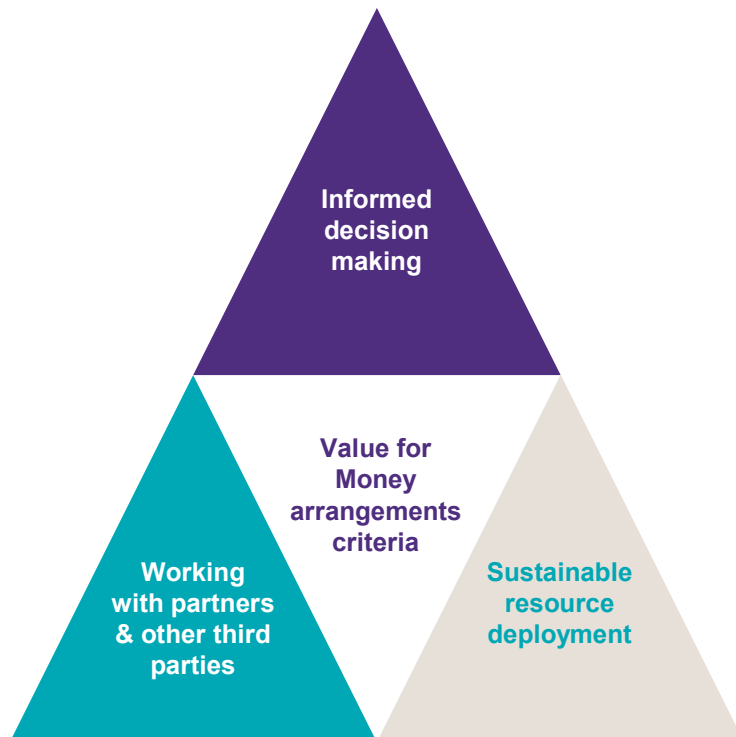 Informed
decision
making
Value for
Money
arrangements
criteria
Working
with partners
& other third
parties
Sustainable
resource
deployment